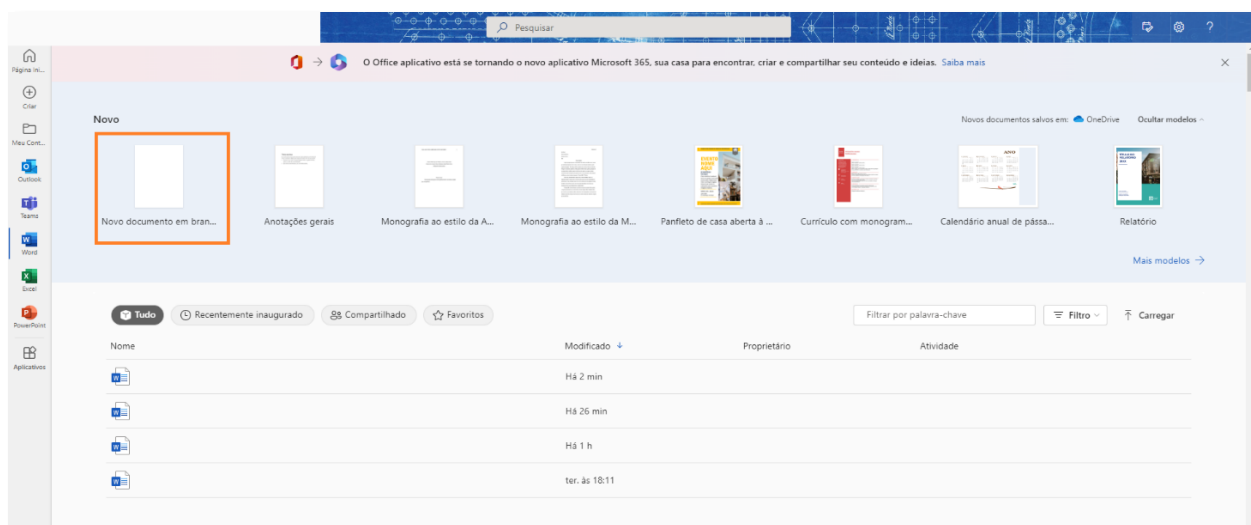 Pesquisar
Página Ini...
Criar
Meu Cont...
Outlook
Teams
Word
Excel
PowerPoint
Aplicativos
O Office aplicativo está se tornando o novo aplicativo Microsoft 365, sua casa para encontrar, criar e compartilhar seu conteúdo e ideias. Saiba mais
Novo
Novos documentos salvos em: OneDrive Ocultar modelos
Novo documento em bran...
Anotações gerais
Monografia ao estilo da A...
Monografia ao estilo da M...
Panfleto de casa aberta à ...
Currículo com monogram...
Calendário anual de pássa...
Relatório
Mais modelos →
Tudo Recentemente inaugurado Compartilhado Favoritos
Filtrar por palavra-chave Filtro Carregar
Nome Modificado ↓ Proprietário Atividade
Há 2 min
Há 26 min
Há 1 h
ter. às 18:11